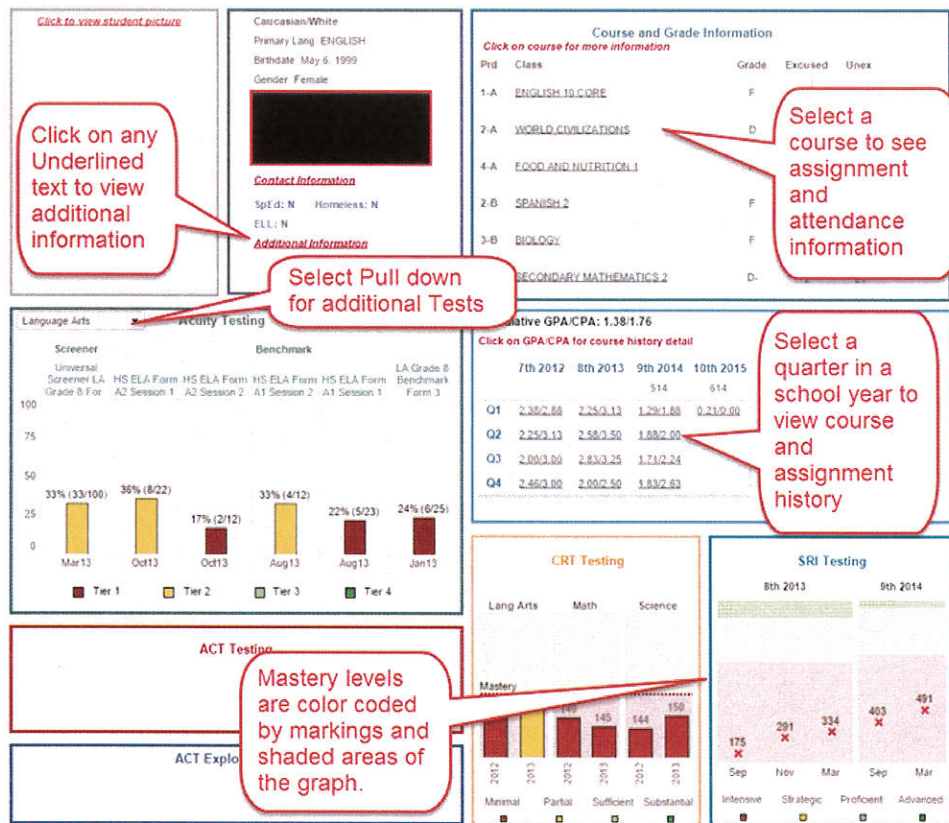 Click to view student picture
Caucasian/White
Primary Lang ENGLISH
Birthdate May 6, 1999
Gender Female
Contact Information
SpEd: N Homeless: N
ELL: N
Additional Information
Click on any
Underlined
text to view
additional
information
Course and Grade Information
Click on course for more information
Prd Class Grade Excused Unex
1-A ENGLISH 10 CORE F
2-A WORLD CIVILIZATIONS D
4-A FOOD AND NUTRITION 1
2-B SPANISH 2 F
3-B BIOLOGY F
SECONDARY MATHEMATICS 2 D-
Select a
course to see
assignment
and
attendance
information
Select Pull down
for additional Tests
Language Arts Acuity Testing
Screener Benchmark
Universal
Screener LA
Grade 8 For
HS ELA Form
A2 Session 1
HS ELA Form
A2 Session 2
HS ELA Form
A1 Session 2
HS ELA Form
A1 Session 1
LA Grade 8
Benchmark
Form 3
100
75
50
25
0
33% (33/100)
36% (8/22)
17% (2/12)
33% (4/12)
22% (5/23)
24% (6/25)
Mar13 Oct13 Oct13 Aug13 Aug13 Jan13
Tier 1 Tier 2 Tier 3 Tier 4
GPA/CPA: 1.38/1.76
Click on GPA/CPA for course history detail
7th 2012 8th 2013 9th 2014 10th 2015
514 614
Q1 2.38/2.88 2.25/3.13 1.29/1.88 0.21/0.00
Q2 2.25/3.13 2.58/3.50 1.88/2.00
Q3 2.00/3.00 2.83/3.25 1.71/2.24
Q4 2.46/3.00 2.00/2.50 1.83/2.63
Select a
quarter in a
school year to
view course
and
assignment
history
ACT Testing
ACT
Mastery levels
are color coded
by markings and
shaded areas of
the graph.
CRT Testing
Lang Arts Math Science
Mastery
149 145 144 150
2012 2013 2012 2013 2012 2013
Minimal Partial Sufficient Substantial
SRI Testing
8th 2013 9th 2014
175 291 334 403 491
Sep Nov Mar Sep Mar
Intensive Strategic Proficient Advanced